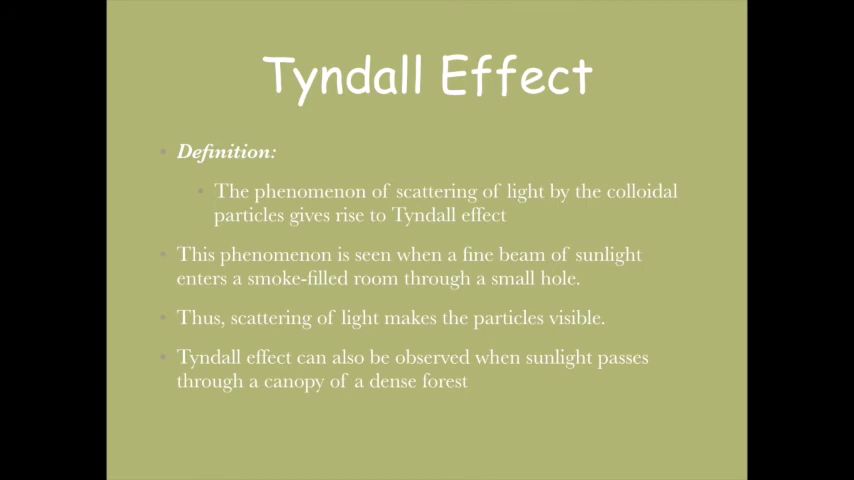 Tyndall Effect
• Definition:
• The phenomenon of scattering of light by the colloidal
particles gives rise to Tyndall effect
• This phenomenon is seen when a fine beam of sunlight
enters a smoke-filled room through a small hole.
• Thus, scattering of light makes the particles visible.
• Tyndall effect can also be observed when sunlight passes
through a canopy of a dense forest